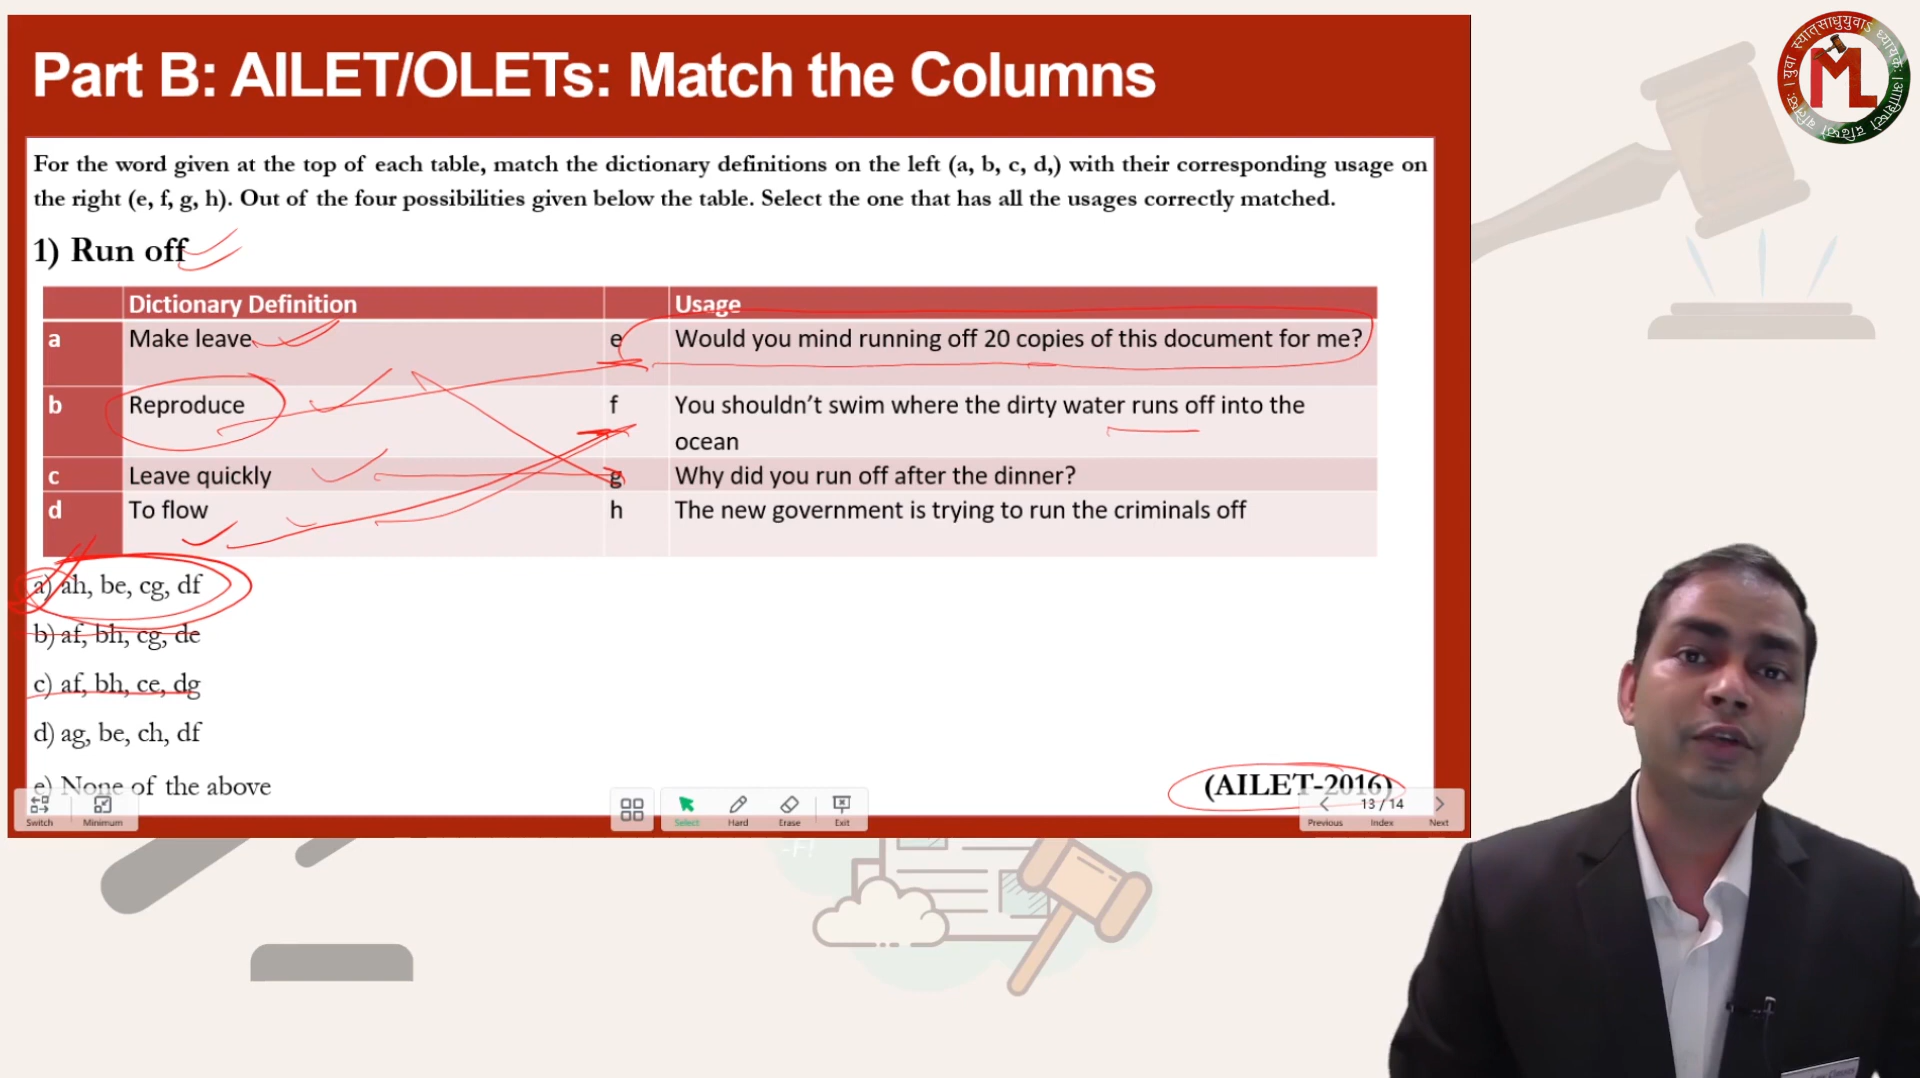 Part B: AILET/OLETs: Match the Columns
For the word given at the top of each table, match the dictionary definitions on the left (a, b, c, d,) with their corresponding usage on
the right (e, f, g, h). Out of the four possibilities given below the table. Select the one that has all the usages correctly matched.
1) Run off
Dictionary Definition Usage
a Make leave e Would you mind running off 20 copies of this document for me?
b Reproduce f You shouldn't swim where the dirty water runs off into the
ocean
c Leave quickly g Why did you run off after the dinner?
d To flow h The new government is trying to run the criminals off
a) ah, be, cg, df
b) af, bh, cg, de
c) af, bh, ce, dg
d) ag, be, ch, df
e) None of the above
(AILET-2016)
Switch Minimum Select Hard Erase Exit Previous 13 / 14 Index Next
ML